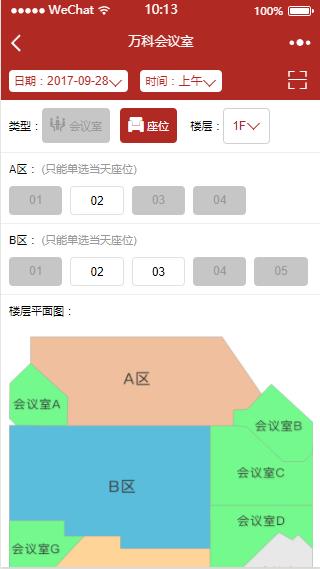 WeChat 10:13 100%
万科会议室
日期：2017-09-28 时间：上午
类型： 会议室 座位 楼层： 1F
A区： (只能单选当天座位)
01 02 03 04
B区： (只能单选当天座位)
01 02 03 04 05
楼层平面图：
A区
会议室A
会议室B
会议室C
B区
会议室D
会议室G